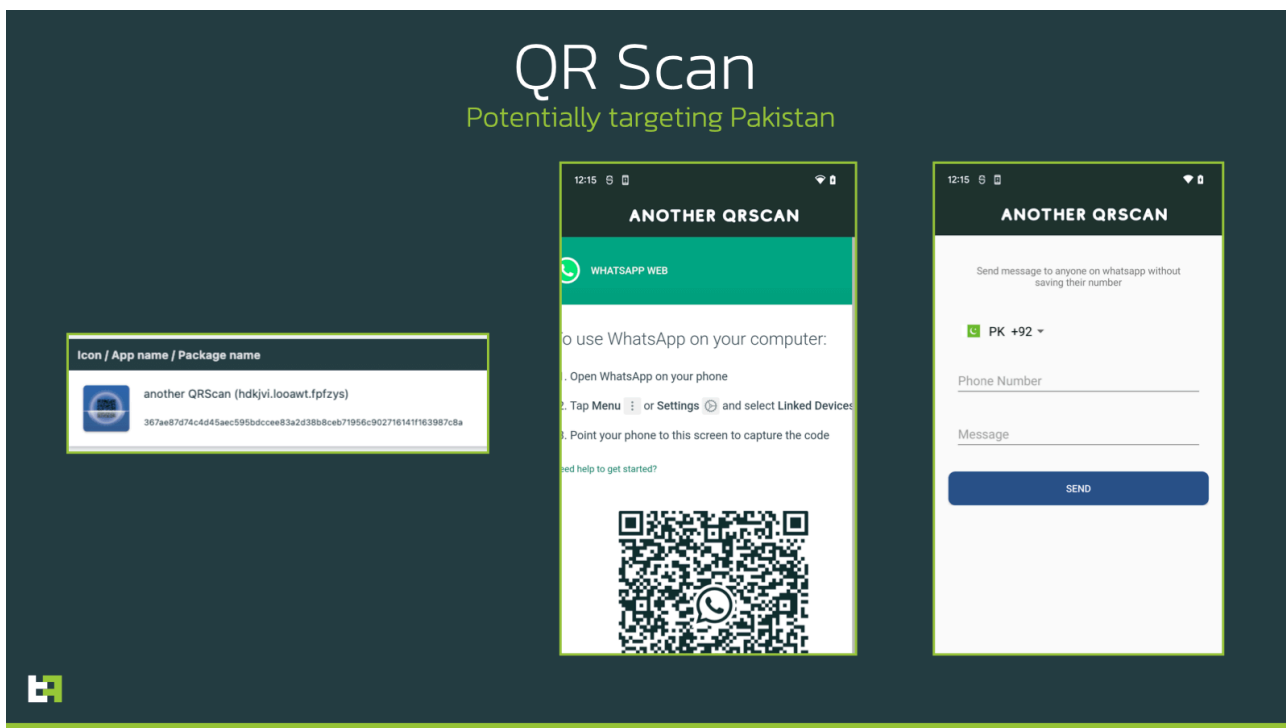 QR Scan
Potentially targeting Pakistan
Icon / App name / Package name
another QRScan (hdkjvi.looawt.fpfzys)
367ae87d74c4d45aec595bdccee83a2d38b8ceb71956c902716141f163987c8a
12:15
ANOTHER QRSCAN
WHATSAPP WEB
o use WhatsApp on your computer:
. Open WhatsApp on your phone
2. Tap Menu or Settings and select Linked Devices
3. Point your phone to this screen to capture the code
eed help to get started?
12:15
ANOTHER QRSCAN
Send message to anyone on whatsapp without
saving their number
PK +92
Phone Number
Message
SEND